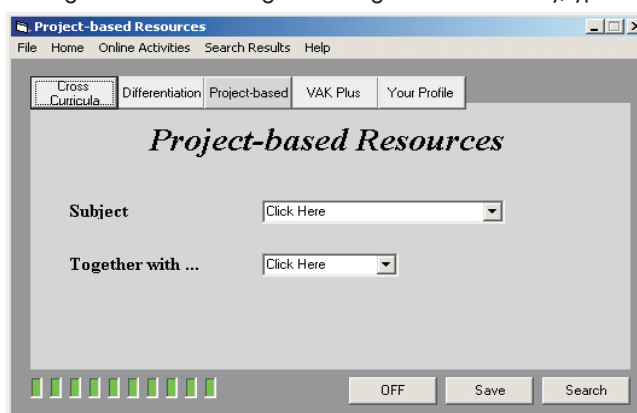 Project-based Resources
File Home Online Activities Search Results Help
Cross Curricula... Differentiation Project-based VAK Plus Your Profile
Project-based Resources
Subject Click Here
Together with ... Click Here
OFF Save Search